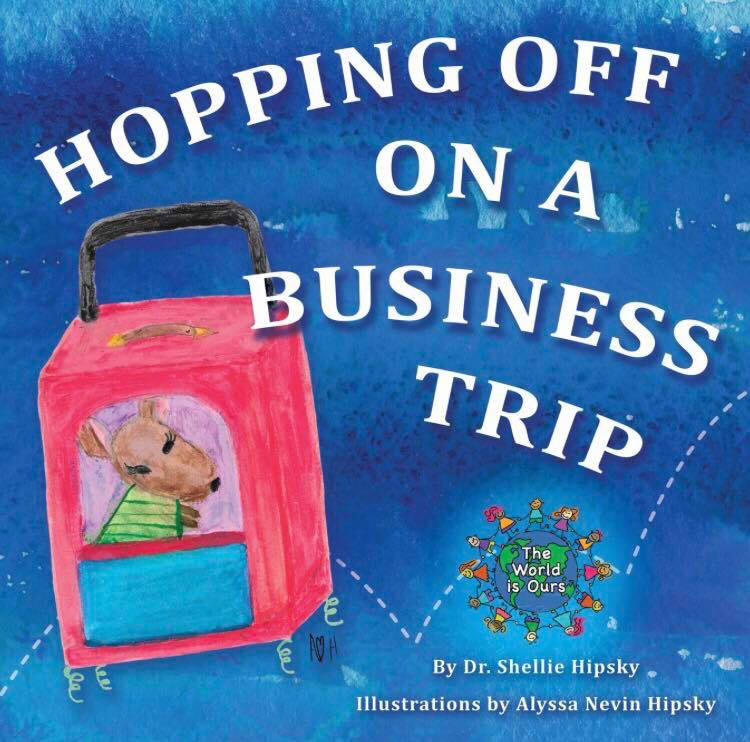 HOPPING OFF
ON A
BUSINESS
TRIP
The
World
is Ours
By Dr. Shellie Hipsky
A♥H
Illustrations by Alyssa Nevin Hipsky